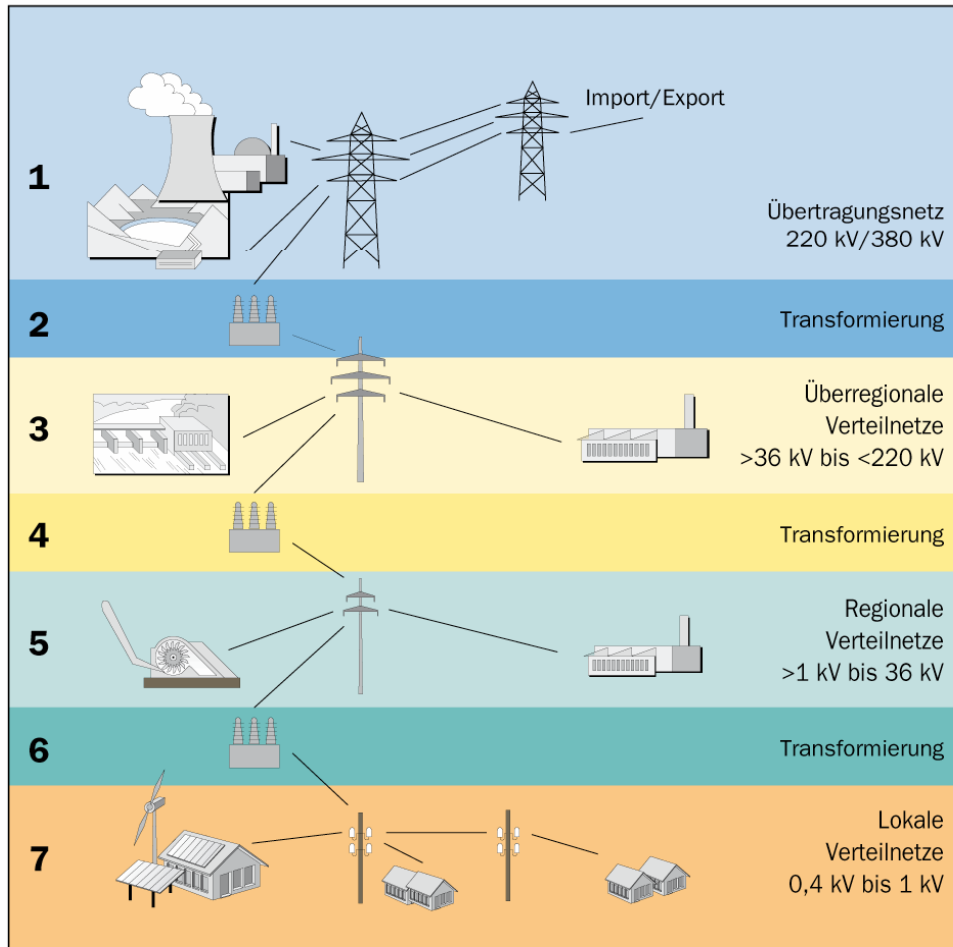 Import/Export
1
Übertragungsnetz
220 kV/380 kV
2
Transformierung
3
Überregionale
Verteilnetze
>36 kV bis <220 kV
4
Transformierung
5
Regionale
Verteilnetze
>1 kV bis 36 kV
6
Transformierung
7
Lokale
Verteilnetze
0,4 kV bis 1 kV